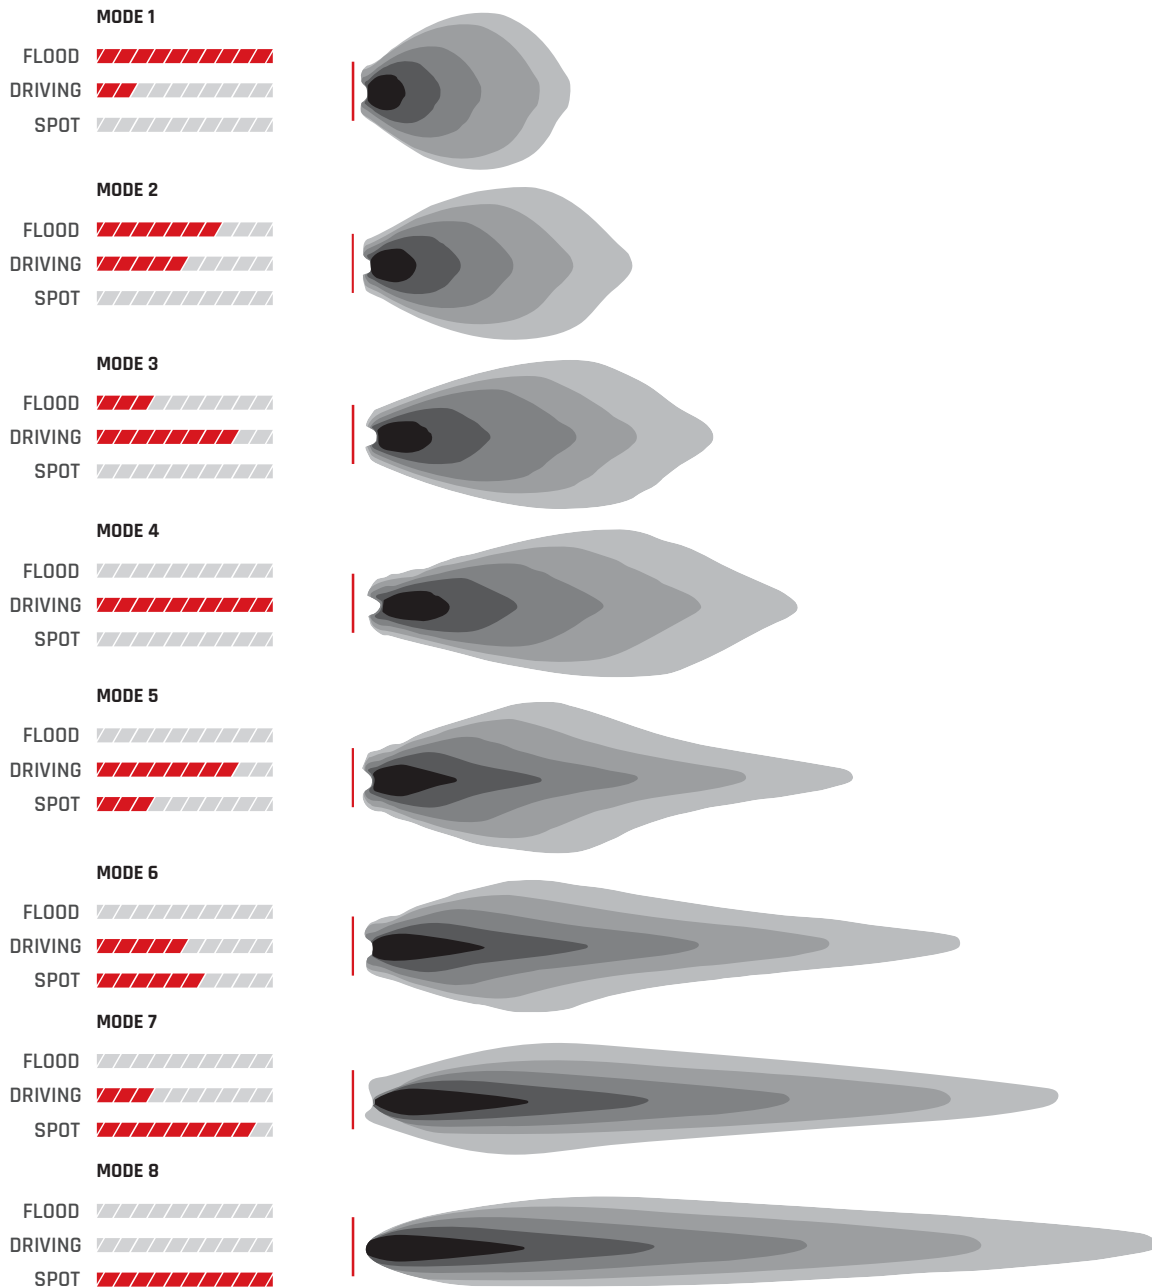 MODE 1
FLOOD
DRIVING
SPOT
MODE 2
FLOOD
DRIVING
SPOT
MODE 3
FLOOD
DRIVING
SPOT
MODE 4
FLOOD
DRIVING
SPOT
MODE 5
FLOOD
DRIVING
SPOT
MODE 6
FLOOD
DRIVING
SPOT
MODE 7
FLOOD
DRIVING
SPOT
MODE 8
FLOOD
DRIVING
SPOT